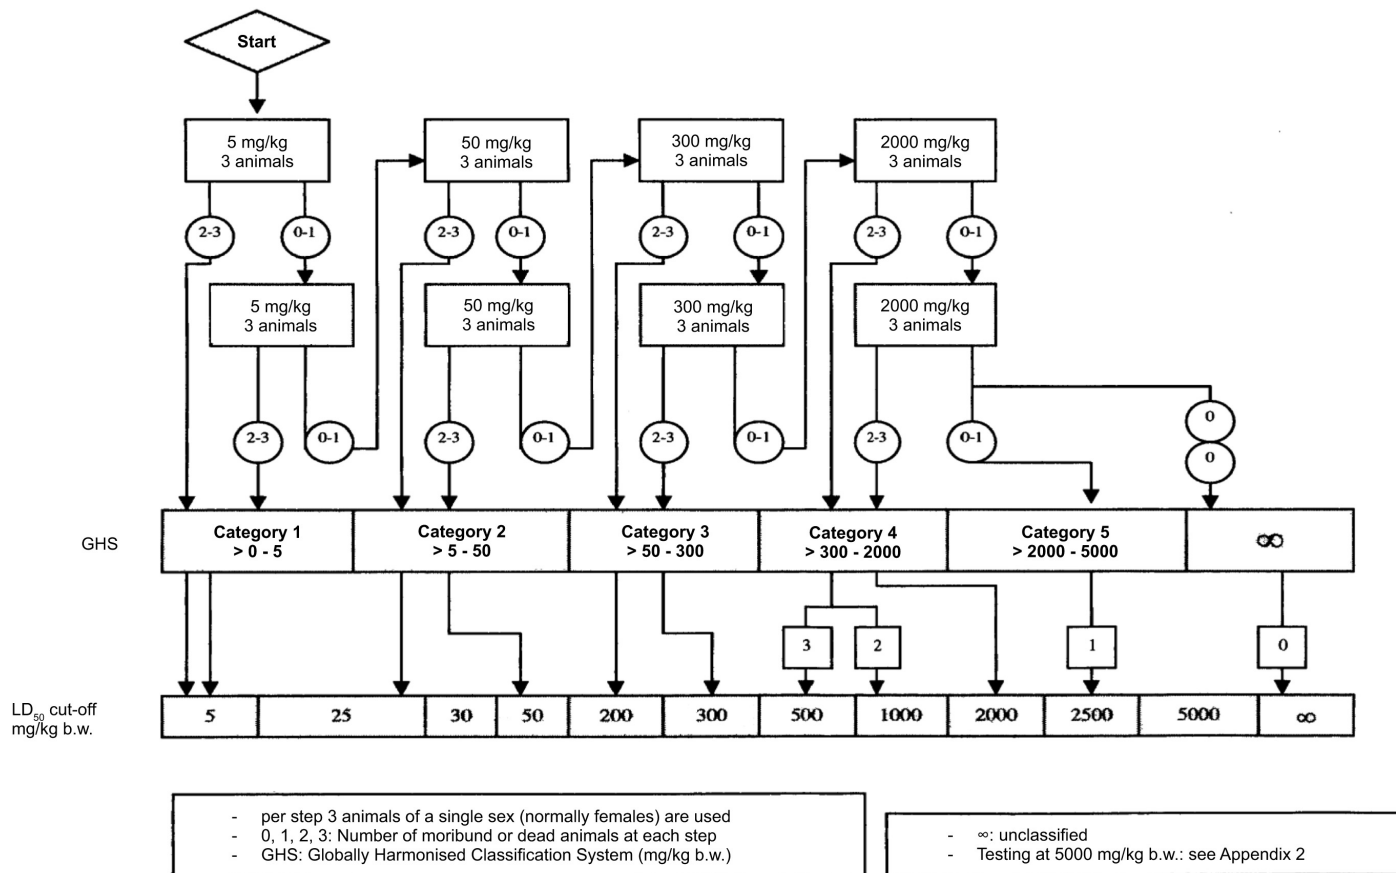 Start
5 mg/kg
3 animals
50 mg/kg
3 animals
300 mg/kg
3 animals
2000 mg/kg
3 animals
2-3
0-1
2-3
0-1
2-3
0-1
2-3
0-1
5 mg/kg
3 animals
50 mg/kg
3 animals
300 mg/kg
3 animals
2000 mg/kg
3 animals
2-3
0-1
2-3
0-1
2-3
0-1
2-3
0-1
0
0
GHS
Category 1
> 0 - 5
Category 2
> 5 - 50
Category 3
> 50 - 300
Category 4
> 300 - 2000
Category 5
> 2000 - 5000
∞
3
2
1
0
LD50 cut-off
mg/kg b.w.
5
25
30
50
200
300
500
1000
2000
2500
5000
∞
- per step 3 animals of a single sex (normally females) are used
- 0, 1, 2, 3: Number of moribund or dead animals at each step
- GHS: Globally Harmonised Classification System (mg/kg b.w.)
- ∞: unclassified
- Testing at 5000 mg/kg b.w.: see Appendix 2